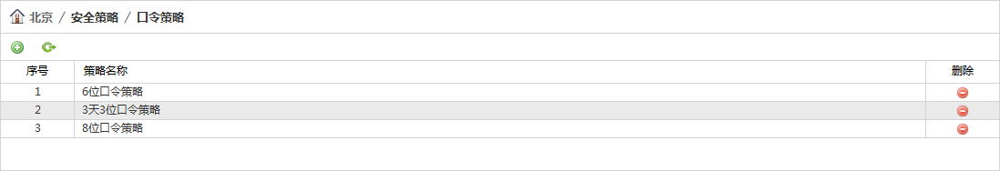 北京 / 安全策略 / 口令策略
序号 策略名称 删除
1 6位口令策略
2 3天3位口令策略
3 8位口令策略